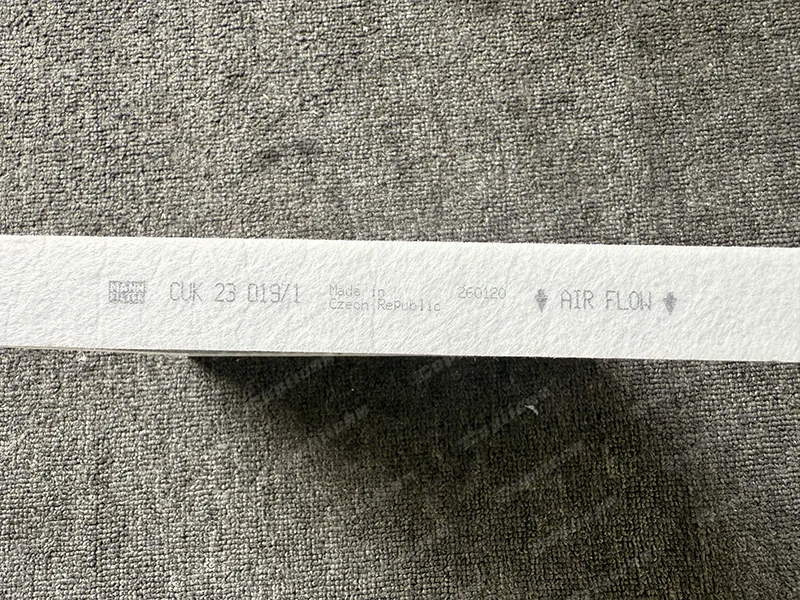 MANN
FILTER
CUK 23 019/1
Made in
Czech Republic
260120
AIR FLOW